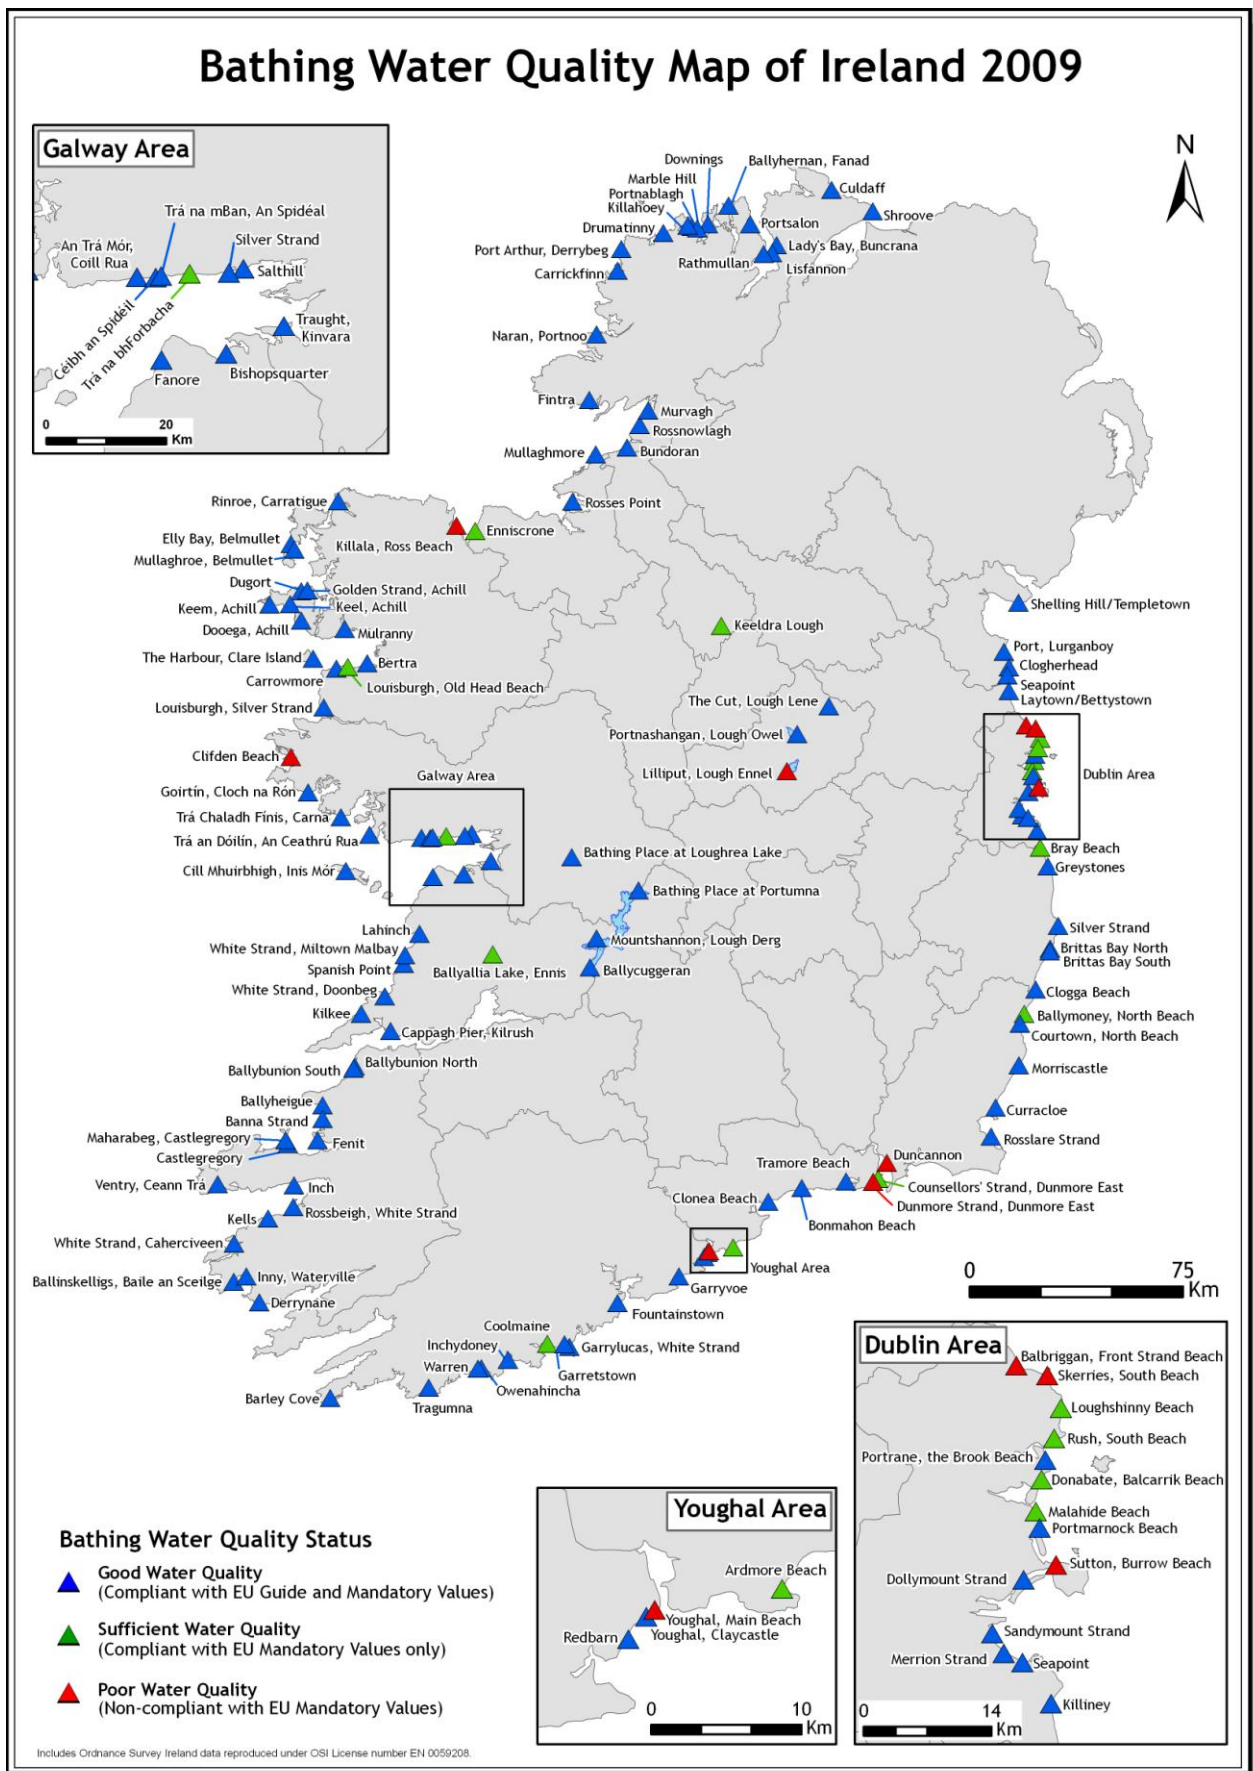 Bathing Water Quality Map of Ireland 2009
Galway Area
Trá na mBan, An Spidéal
Silver Strand
An Trá Mór,
Coill Rua
Salthill
Céibh an Spidéil
Trá na bhForbacha
Traught,
Kinvara
Bishopsquarter
Fanore
0 20
Km
N
Downings
Ballyhernan, Fanad
Marble Hill
Portnablagh
Killahoey
Culdaff
Shroove
Drumatinny
Portsalon
Port Arthur, Derrybeg
Lady's Bay, Buncrana
Rathmullan
Lisfannon
Carrickfinn
Naran, Portnoo
Fintra
Murvagh
Rossnowlagh
Mullaghmore
Bundoran
Rinroe, Carratigue
Rosses Point
Elly Bay, Belmullet
Killala, Ross Beach
Enniscrone
Mullaghroe, Belmullet
Dugort
Golden Strand, Achill
Keem, Achill
Keel, Achill
Shelling Hill/Templetown
Dooega, Achill
Mulranny
Keeldra Lough
The Harbour, Clare Island
Bertra
Port, Lurganboy
Clogherhead
Carrowmore
Louisburgh, Old Head Beach
Seapoint
Laytown/Bettystown
Louisburgh, Silver Strand
The Cut, Lough Lene
Portnashangan, Lough Owel
Clifden Beach
Lilliput, Lough Ennel
Galway Area
Dublin Area
Goirtín, Cloch na Rón
Trá Chaladh Fínis, Carna
Trá an Dóilín, An Ceathrú Rua
Bathing Place at Loughrea Lake
Bray Beach
Cill Mhuirbhigh, Inis Mór
Greystones
Bathing Place at Portumna
Lahinch
Silver Strand
White Strand, Miltown Malbay
Mountshannon, Lough Derg
Brittas Bay North
Brittas Bay South
Spanish Point
Ballyallia Lake, Ennis
Ballycuggeran
White Strand, Doonbeg
Clogga Beach
Kilkee
Ballymoney, North Beach
Cappagh Pier, Kilrush
Courtown, North Beach
Ballybunion North
Ballybunion South
Morriscastle
Ballyheigue
Banna Strand
Curracloe
Maharabeg, Castlegregory
Fenit
Rosslare Strand
Castlegregory
Duncannon
Tramore Beach
Ventry, Ceann Trá
Inch
Counsellors' Strand, Dunmore East
Clonea Beach
Dunmore Strand, Dunmore East
Rossbeigh, White Strand
Kells
Bonmahon Beach
White Strand, Caherciveen
Youghal Area
Ballinskelligs, Baile an Sceilge
Inny, Waterville
Garryvoe
Derrynane
Fountainstown
0 75
Km
Coolmaine
Inchydoney
Garrylucas, White Strand
Warren
Garretstown
Owenahincha
Barley Cove
Tragumna
Dublin Area
Balbriggan, Front Strand Beach
Skerries, South Beach
Loughshinny Beach
Rush, South Beach
Portrane, the Brook Beach
Donabate, Balcarrik Beach
Malahide Beach
Portmarnock Beach
Sutton, Burrow Beach
Dollymount Strand
Sandymount Strand
Merrion Strand
Seapoint
Killiney
0 14
Km
Youghal Area
Ardmore Beach
Youghal, Main Beach
Youghal, Claycastle
Redbarn
0 10
Km
Bathing Water Quality Status
Good Water Quality
(Compliant with EU Guide and Mandatory Values)
Sufficient Water Quality
(Compliant with EU Mandatory Values only)
Poor Water Quality
(Non-compliant with EU Mandatory Values)
Includes Ordnance Survey Ireland data reproduced under OSI License number EN 0059208.